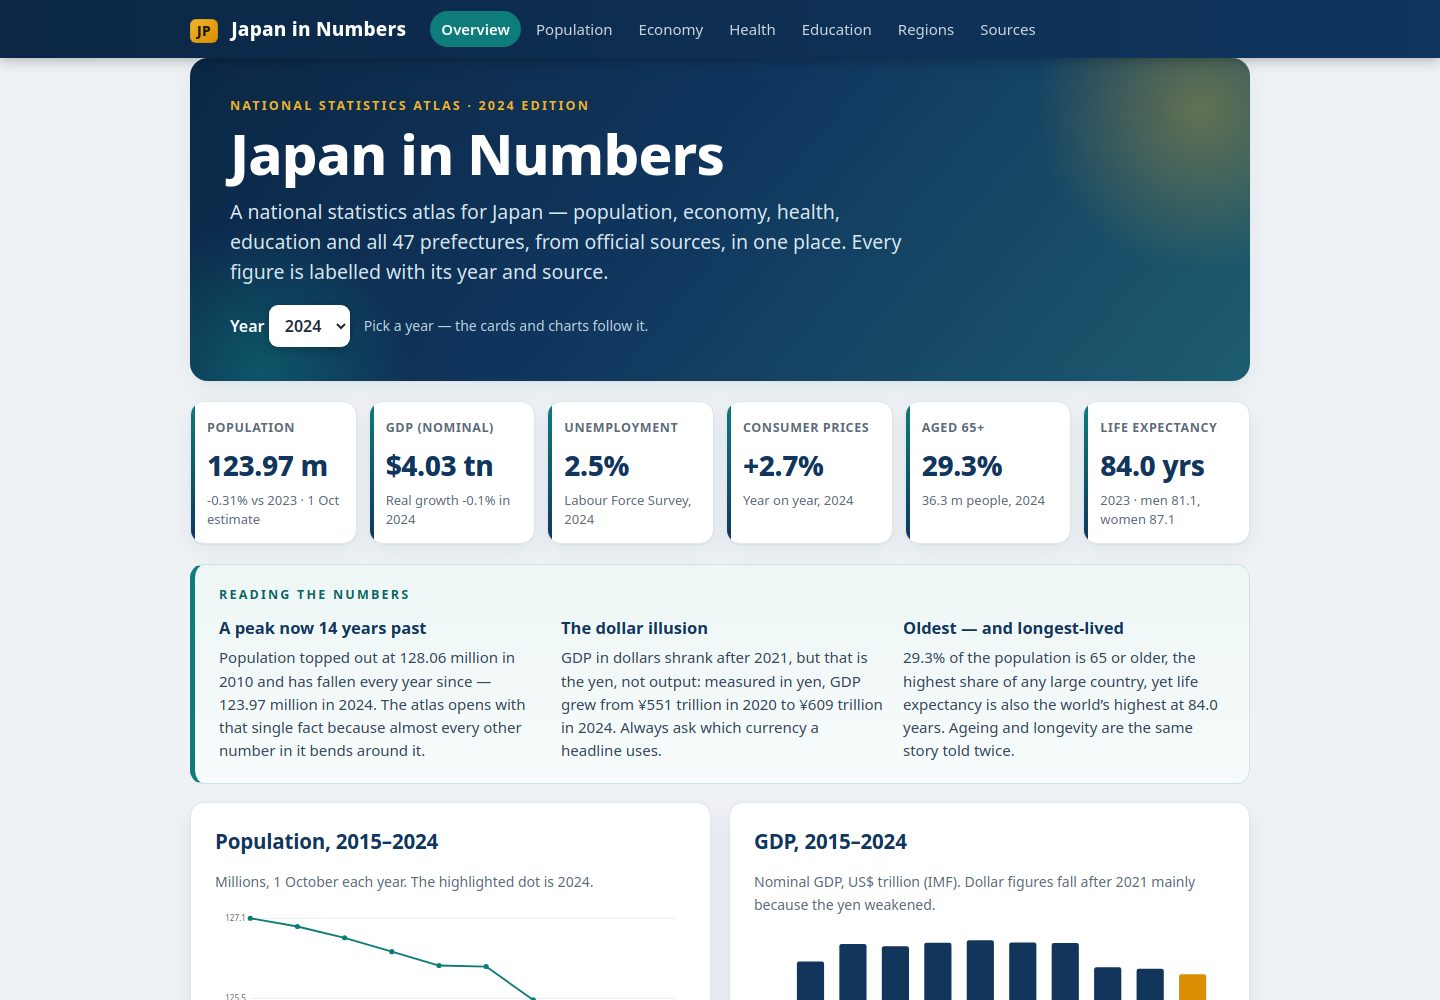 JP Japan in Numbers Overview Population Economy Health Education Regions Sources
NATIONAL STATISTICS ATLAS · 2024 EDITION
Japan in Numbers
A national statistics atlas for Japan — population, economy, health,
education and all 47 prefectures, from official sources, in one place. Every
figure is labelled with its year and source.
Year 2024 Pick a year — the cards and charts follow it.
POPULATION
123.97 m
-0.31% vs 2023 · 1 Oct
estimate
GDP (NOMINAL)
$4.03 tn
Real growth -0.1% in
2024
UNEMPLOYMENT
2.5%
Labour Force Survey,
2024
CONSUMER PRICES
+2.7%
Year on year, 2024
AGED 65+
29.3%
36.3 m people, 2024
LIFE EXPECTANCY
84.0 yrs
2023 · men 81.1,
women 87.1
READING THE NUMBERS
A peak now 14 years past
Population topped out at 128.06 million in
2010 and has fallen every year since —
123.97 million in 2024. The atlas opens with
that single fact because almost every other
number in it bends around it.
The dollar illusion
GDP in dollars shrank after 2021, but that is
the yen, not output: measured in yen, GDP
grew from ¥551 trillion in 2020 to ¥609 trillion
in 2024. Always ask which currency a
headline uses.
Oldest — and longest-lived
29.3% of the population is 65 or older, the
highest share of any large country, yet life
expectancy is also the world’s highest at 84.0
years. Ageing and longevity are the same
story told twice.
Population, 2015–2024
Millions, 1 October each year. The highlighted dot is 2024.
127.1
125.5
GDP, 2015–2024
Nominal GDP, US$ trillion (IMF). Dollar figures fall after 2021 mainly
because the yen weakened.